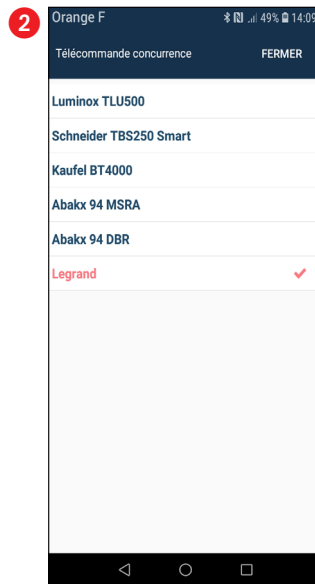 2
Orange F 49% 14:09
Télécommande concurrence FERMER
Luminox TLU500
Schneider TBS250 Smart
Kaufel BT4000
Abakx 94 MSRA
Abakx 94 DBR
Legrand